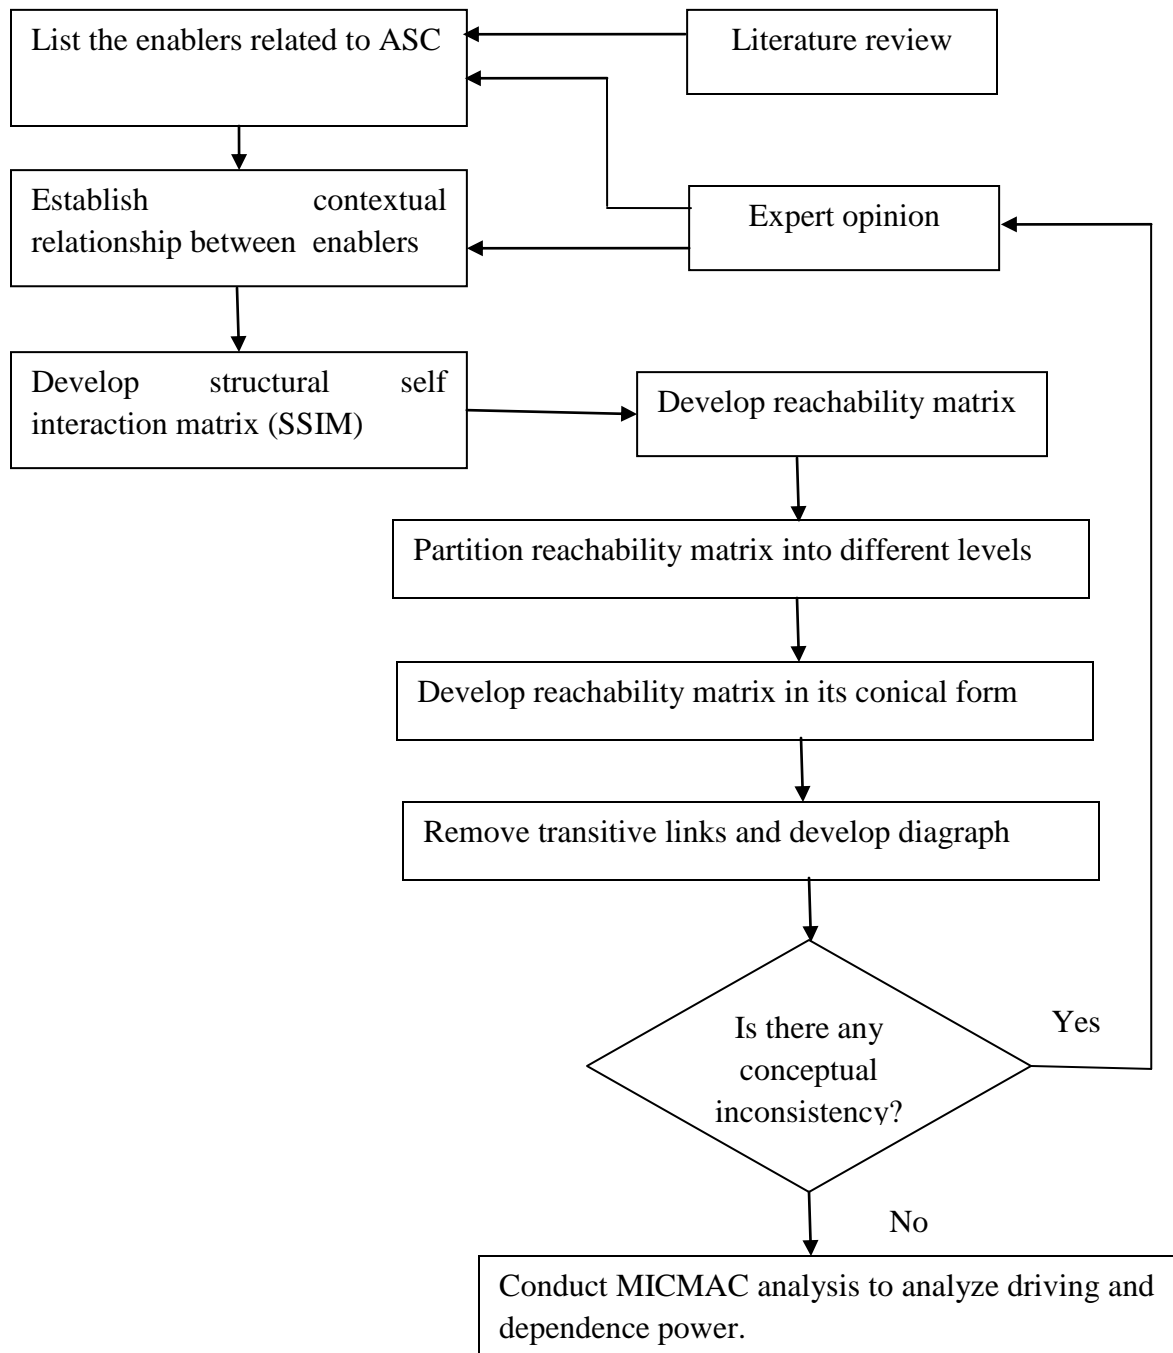 List the enablers related to ASC
Literature review
Establish contextual
relationship between enablers
Expert opinion
Develop structural self
interaction matrix (SSIM)
Develop reachability matrix
Partition reachability matrix into different levels
Develop reachability matrix in its conical form
Remove transitive links and develop diagraph
Is there any
conceptual
inconsistency?
Yes
No
Conduct MICMAC analysis to analyze driving and
dependence power.